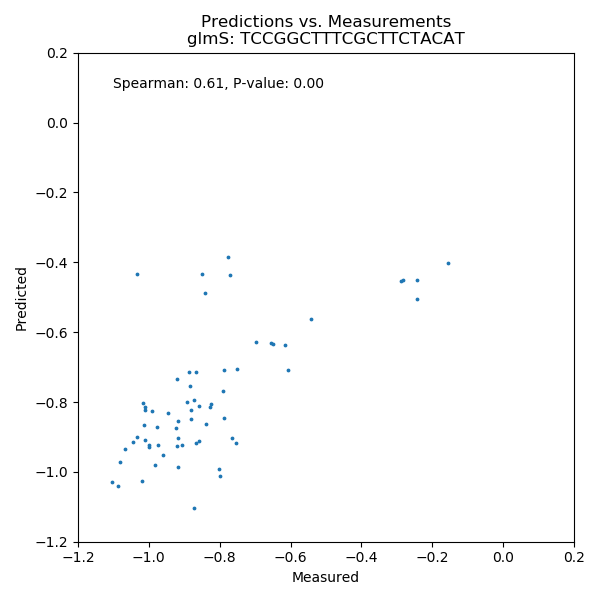 Predictions vs. Measurements
glmS: TCCGGCTTTCGCTTCTACAT
Spearman: 0.61, P-value: 0.00
0.2
0.0
−0.2
−0.4
−0.6
−0.8
−1.0
−1.2
Predicted
−1.2 −1.0 −0.8 −0.6 −0.4 −0.2 0.0 0.2
Measured